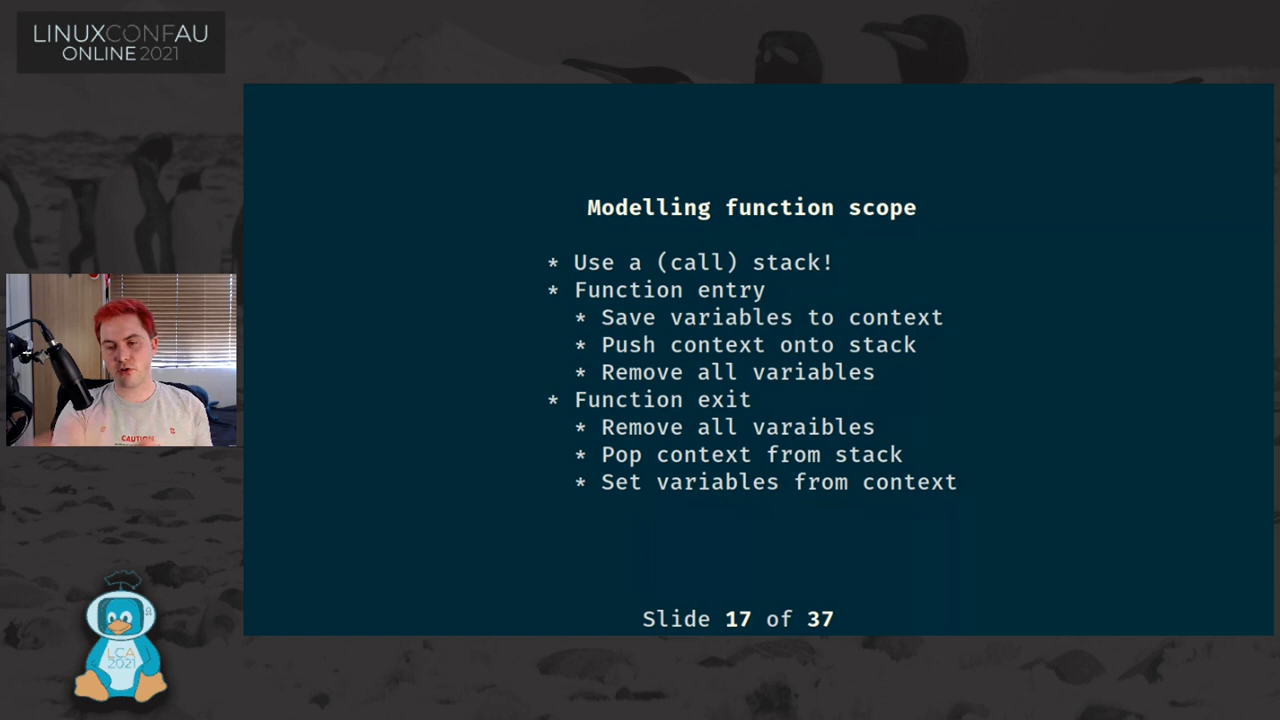 LINUXCONFAU
ONLINE 2021
Modelling function scope
* Use a (call) stack!
* Function entry
* Save variables to context
* Push context onto stack
* Remove all variables
* Function exit
* Remove all varaibles
* Pop context from stack
* Set variables from context
Slide 17 of 37
CAUTION
LCA
2021